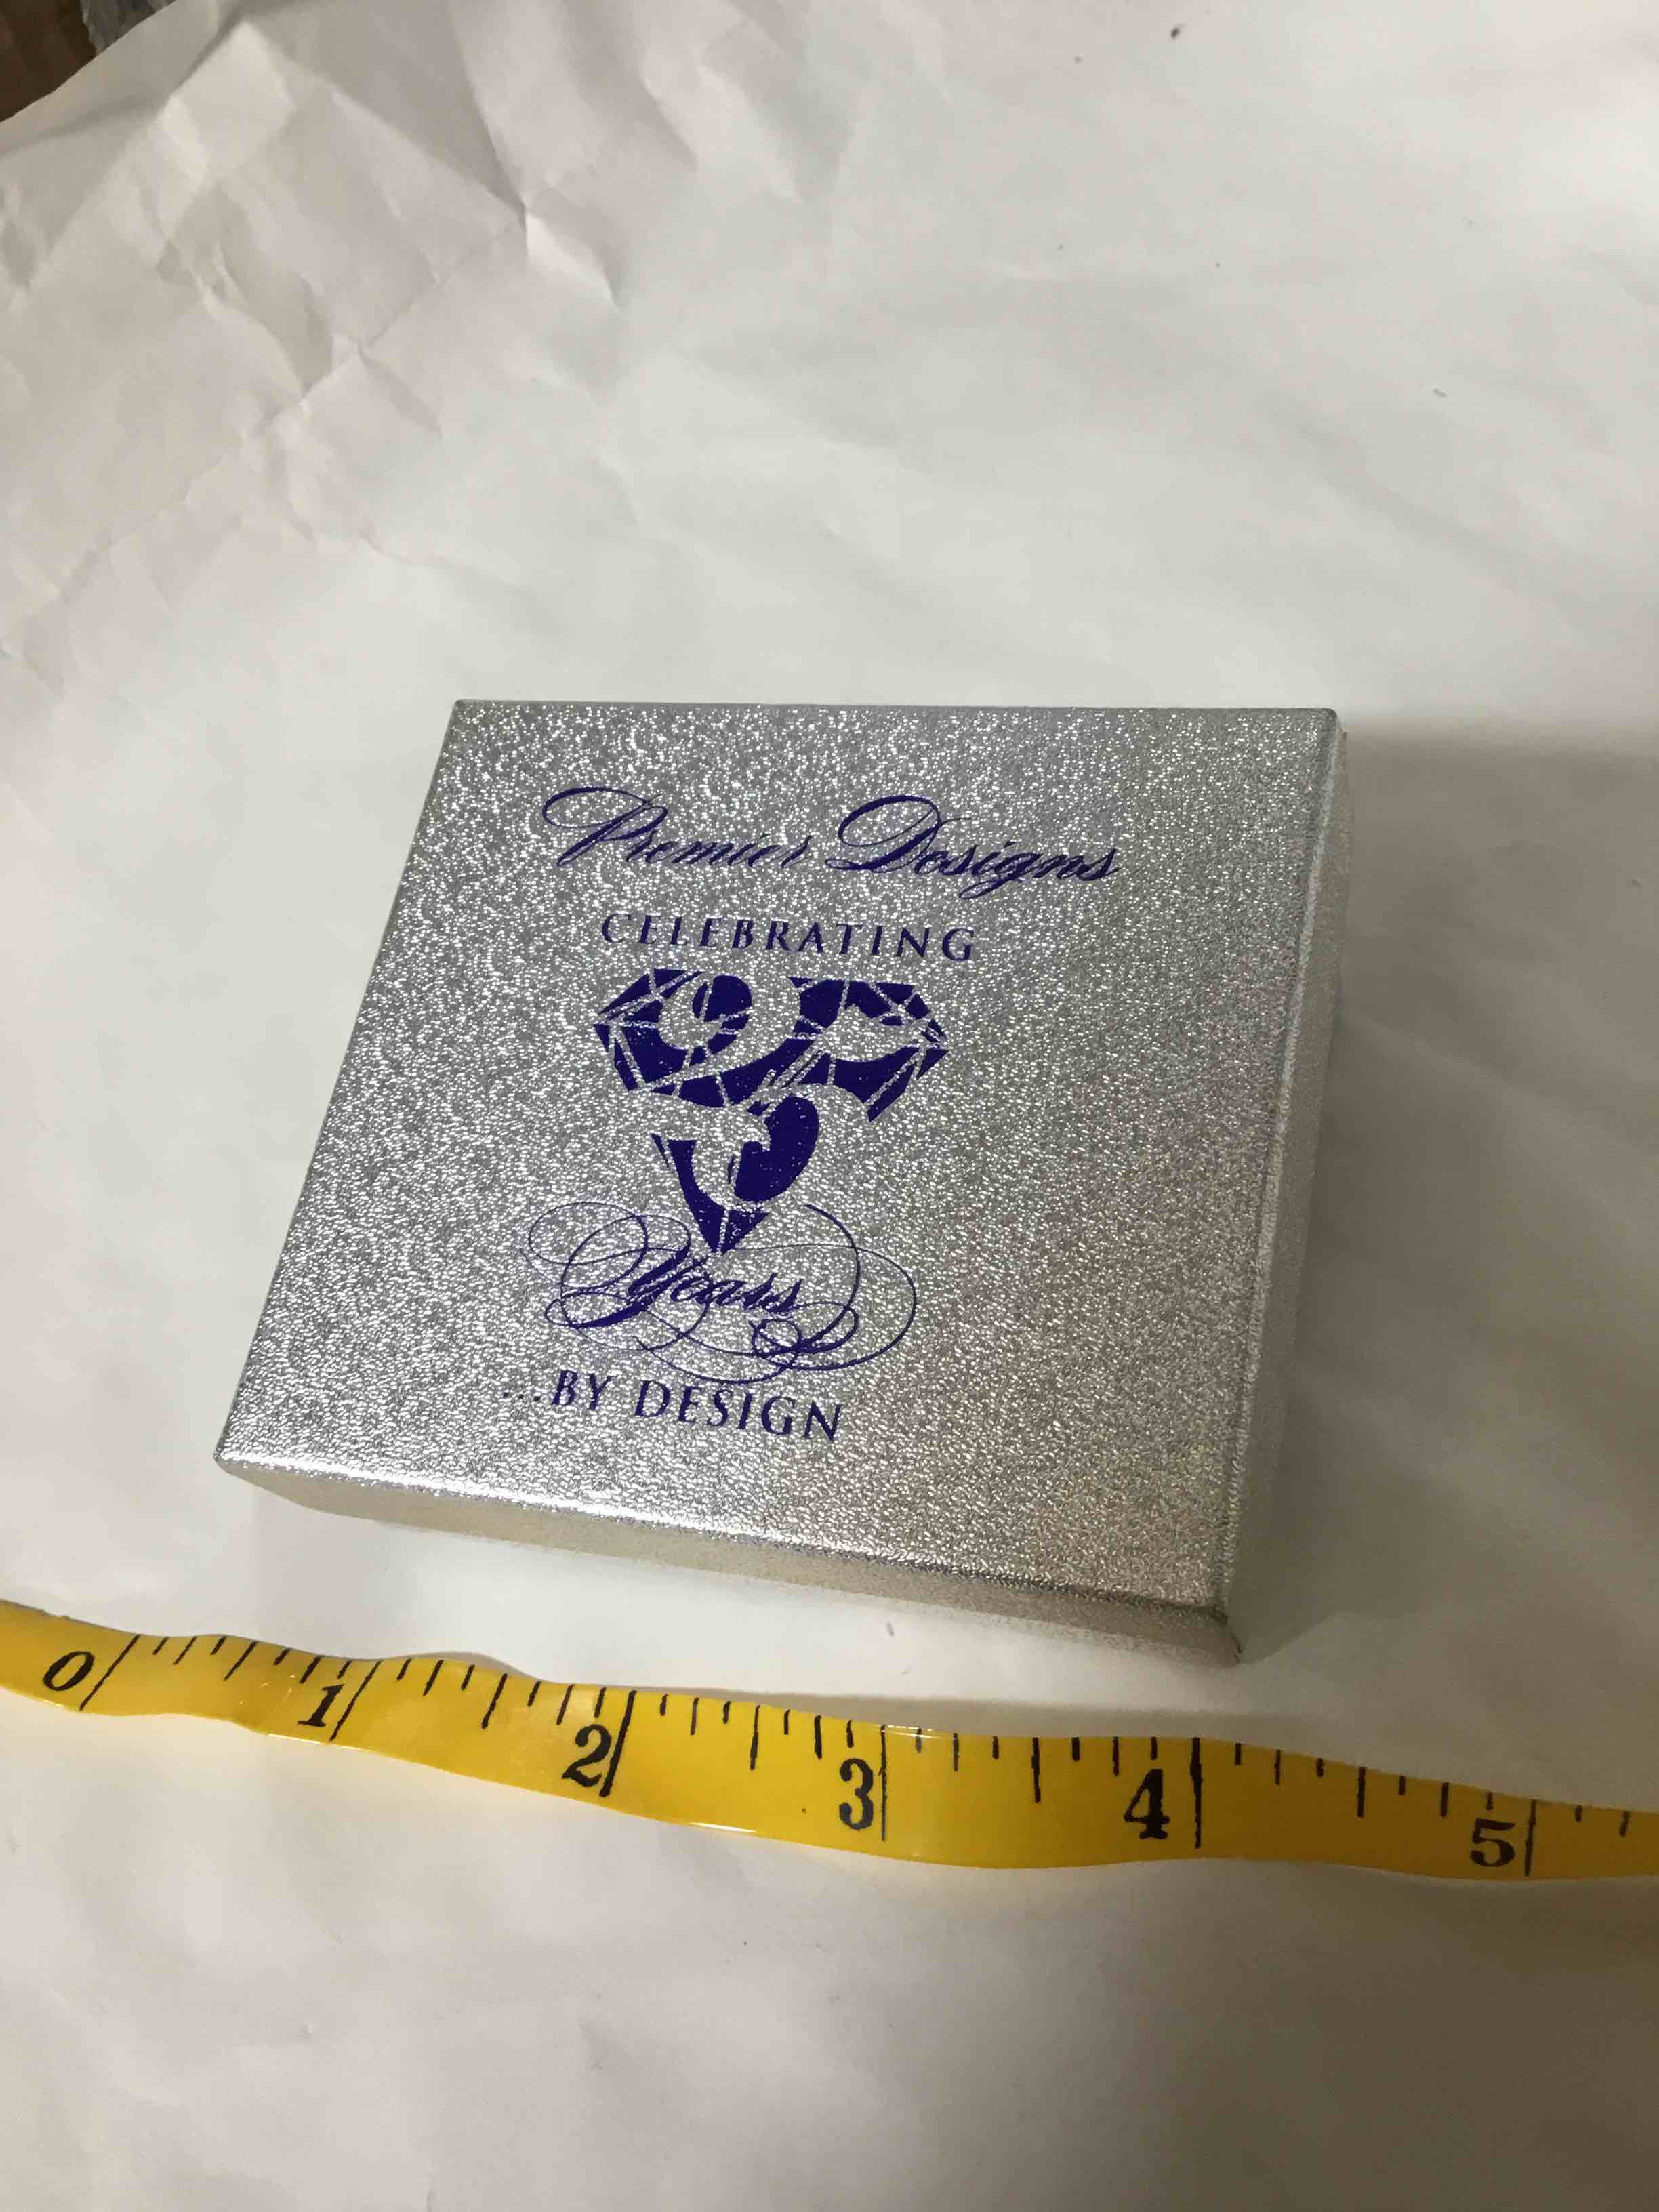 Premier Designs
CELEBRATING
25
Years
...BY DESIGN
0 1 2 3 4 5